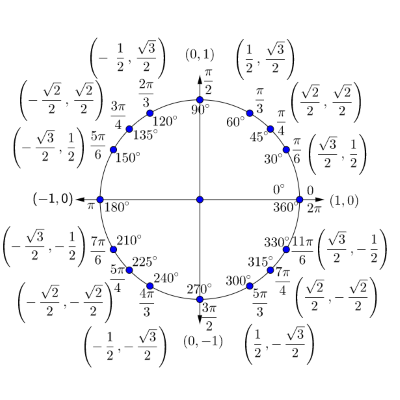 (- 1/2, √3/2) (0, 1) (1/2, √3/2)
2π/3 π/2 π/3
(- √2/2, √2/2) 3π/4 120° 90° 60° π/4 (√2/2, √2/2)
135° 45°
(- √3/2, 1/2) 5π/6 150° 30° π/6 (√3/2, 1/2)
0° 0
(-1, 0) π 180° 360° 2π (1, 0)
(- √3/2, - 1/2) 7π/6 210° 330° 11π/6 (√3/2, - 1/2)
225° 315°
(- √2/2, - √2/2) 5π/4 240° 270° 300° 7π/4 (√2/2, - √2/2)
4π/3 3π/2 5π/3
(- 1/2, - √3/2) (0, -1) (1/2, - √3/2)